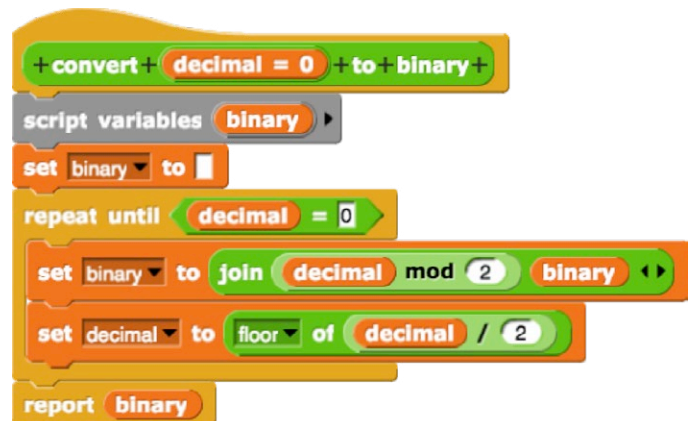 +convert+ decimal = 0 +to+binary+
script variables binary
set binary to
repeat until decimal = 0
set binary to join decimal mod 2 binary
set decimal to floor of decimal / 2
report binary